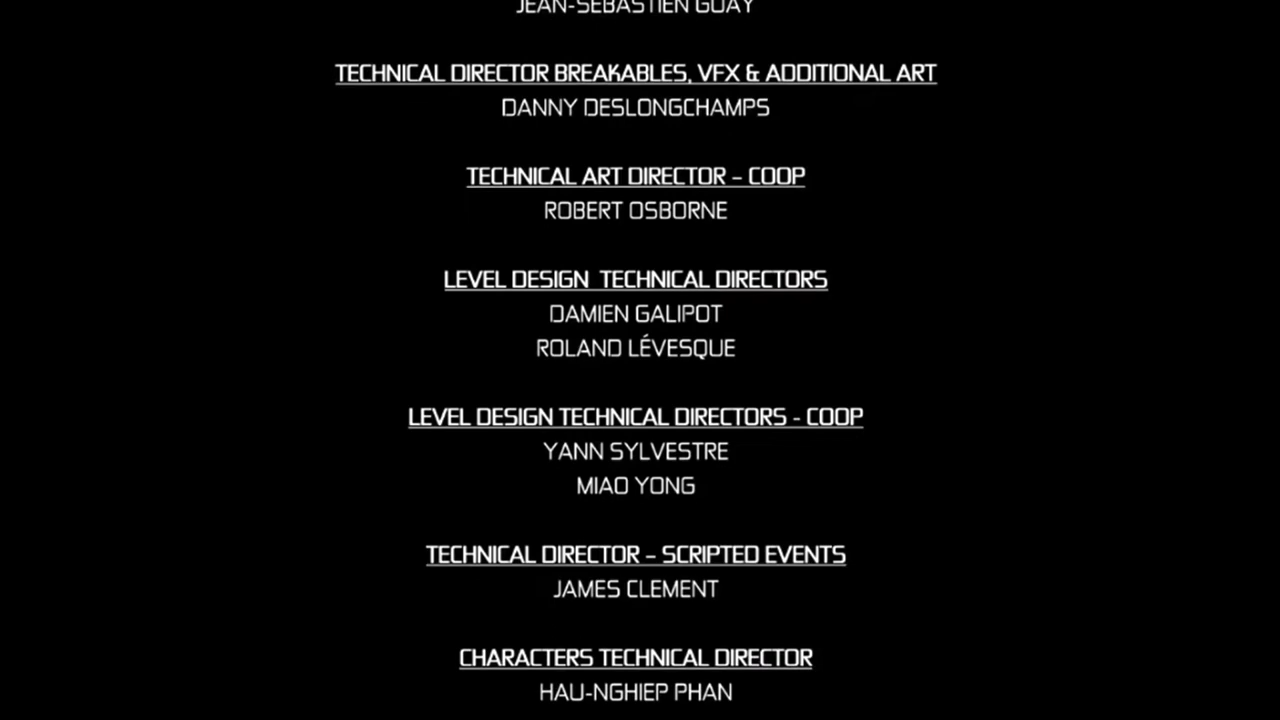 JEAN-SÉBASTIEN GUAY
TECHNICAL DIRECTOR BREAKABLES, VFX & ADDITIONAL ART
DANNY DESLONGCHAMPS
TECHNICAL ART DIRECTOR – COOP
ROBERT OSBORNE
LEVEL DESIGN  TECHNICAL DIRECTORS
DAMIEN GALIPOT
ROLAND LÉVESQUE
LEVEL DESIGN TECHNICAL DIRECTORS - COOP
YANN SYLVESTRE
MIAO YONG
TECHNICAL DIRECTOR – SCRIPTED EVENTS
JAMES CLEMENT
CHARACTERS TECHNICAL DIRECTOR
HAU-NGHIEP PHAN